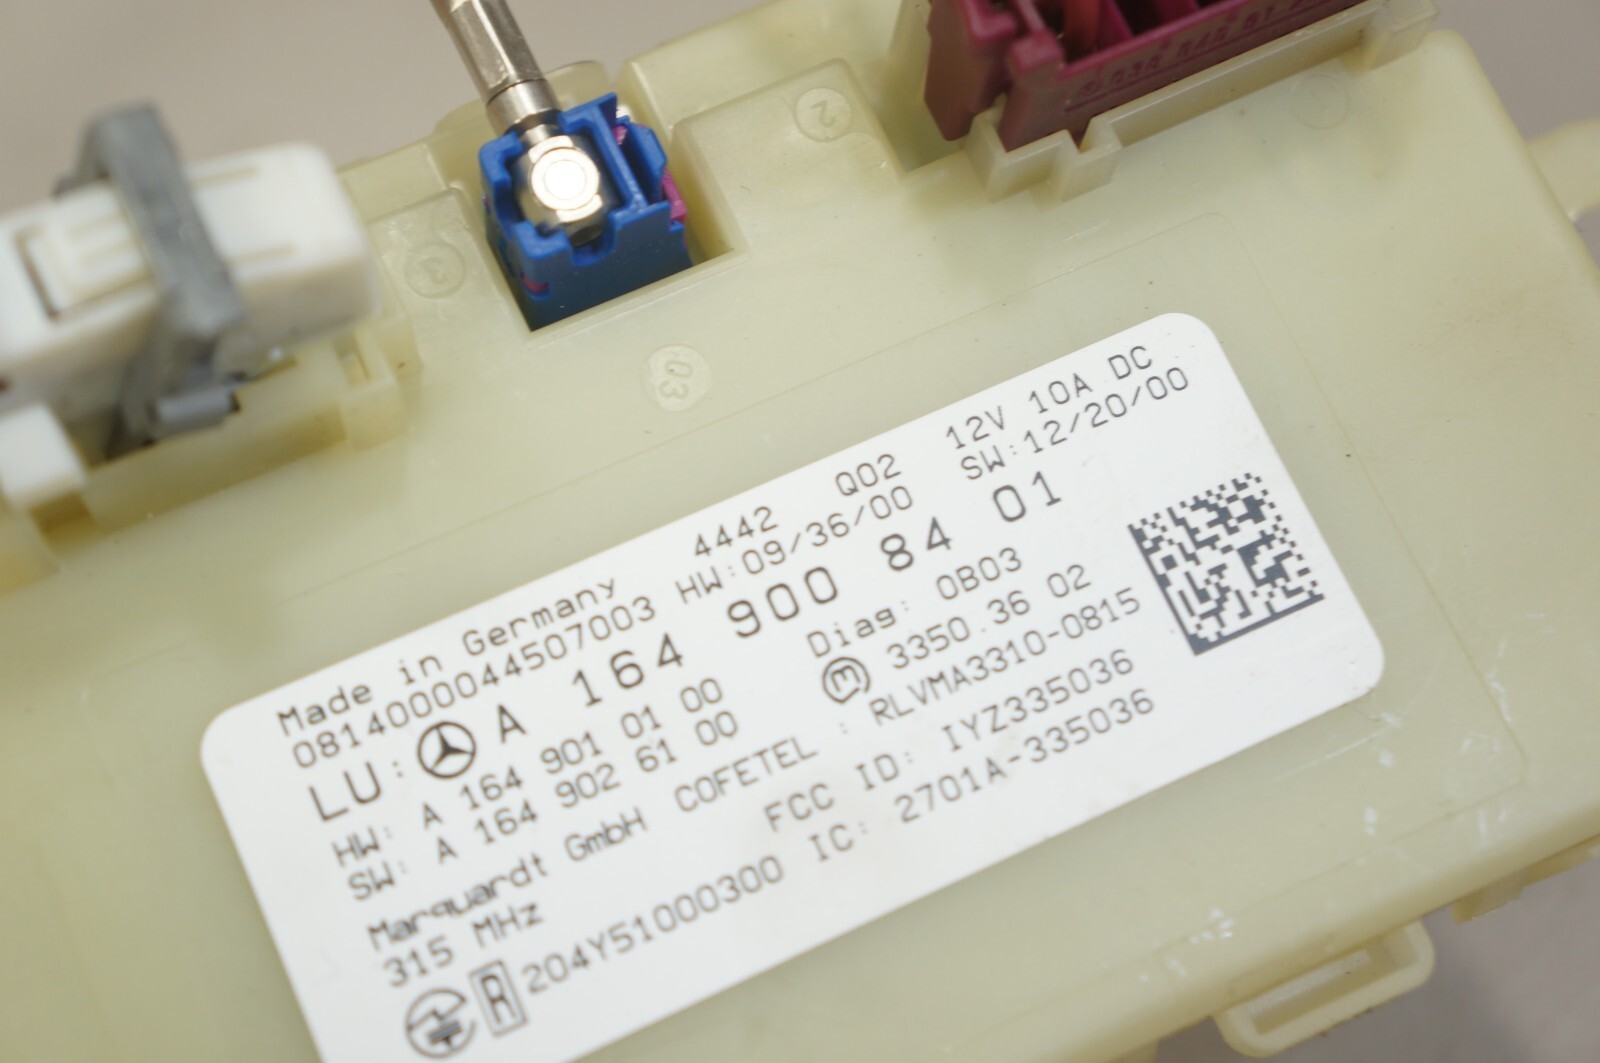 2
3
03
Made in Germany 4442 Q02 12V 10A DC
0814000044507003 HW:09/36/00 SW:12/20/00
LU: A 164 900 84 01
HW: A 164 901 01 00 Diag: 0B03
SW: A 164 902 61 00 m 3350.36 02
Marquardt GmbH COFETEL : RLVMA3310-0815
315 MHz FCC ID: IYZ335036
R 204Y51000300 IC: 2701A-335036